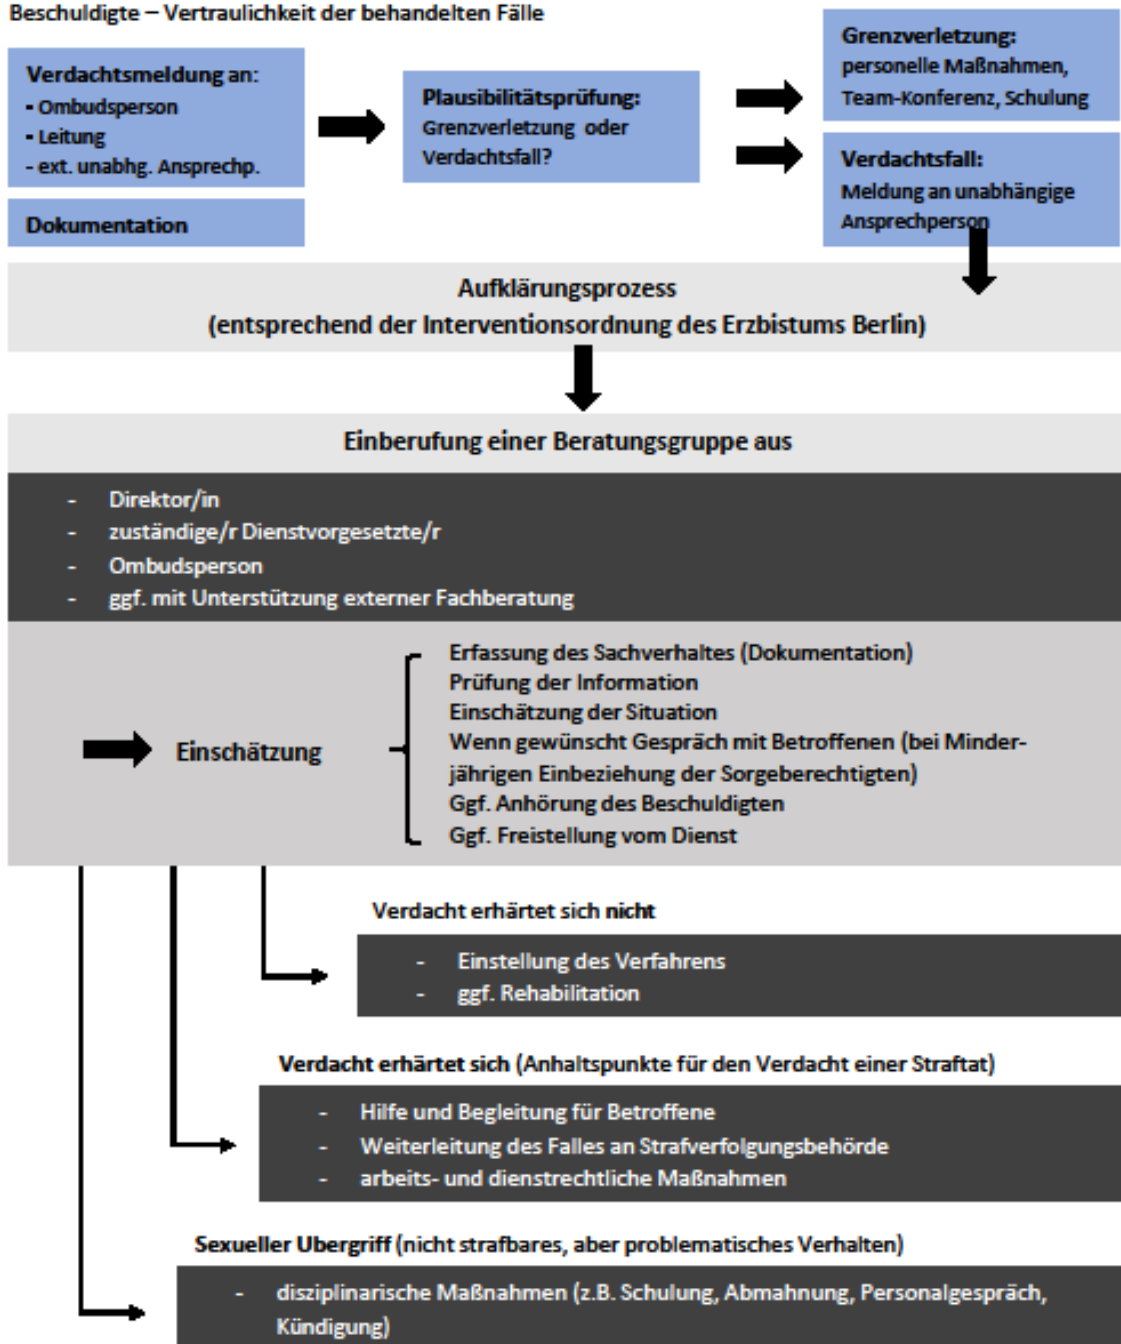 Beschuldigte – Vertraulichkeit der behandelten Fälle
Verdachtsmeldung an:
- Ombudsperson
- Leitung
- ext. unabhg. Ansprechp.
Dokumentation
Plausibilitätsprüfung:
Grenzverletzung oder
Verdachtsfall?
Grenzverletzung:
personelle Maßnahmen,
Team-Konferenz, Schulung
Verdachtsfall:
Meldung an unabhängige
Ansprechperson
Aufklärungsprozess
(entsprechend der Interventionsordnung des Erzbistums Berlin)
Einberufung einer Beratungsgruppe aus
- Direktor/in
- zuständige/r Dienstvorgesetzte/r
- Ombudsperson
- ggf. mit Unterstützung externer Fachberatung
Einschätzung
Erfassung des Sachverhaltes (Dokumentation)
Prüfung der Information
Einschätzung der Situation
Wenn gewünscht Gespräch mit Betroffenen (bei Minder-
jährigen Einbeziehung der Sorgeberechtigten)
Ggf. Anhörung des Beschuldigten
Ggf. Freistellung vom Dienst
Verdacht erhärtet sich nicht
- Einstellung des Verfahrens
- ggf. Rehabilitation
Verdacht erhärtet sich (Anhaltspunkte für den Verdacht einer Straftat)
- Hilfe und Begleitung für Betroffene
- Weiterleitung des Falles an Strafverfolgungsbehörde
- arbeits- und dienstrechtliche Maßnahmen
Sexueller Ubergriff (nicht strafbares, aber problematisches Verhalten)
- disziplinarische Maßnahmen (z.B. Schulung, Abmahnung, Personalgespräch,
Kündigung)